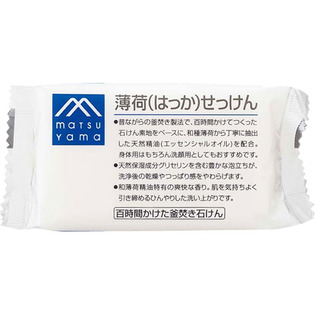 matsu
yama
薄荷(はっか)せっけん
●昔ながらの釜焚き製法で、百時間かけてつくった
石けん素地をベースに、和種薄荷から丁寧に抽出
した天然精油(エッセンシャルオイル)を配合。
身体用はもちろん洗顔用としてもおすすめです。
●天然保湿成分グリセリンを含む豊かな泡立ちが、
洗浄後の乾燥やつっぱり感をやわらげます。
●和薄荷精油特有の爽快な香り。肌を気持ちよく
引き締めるひんやりした洗い上がりです。
百時間かけた釜焚き石けん